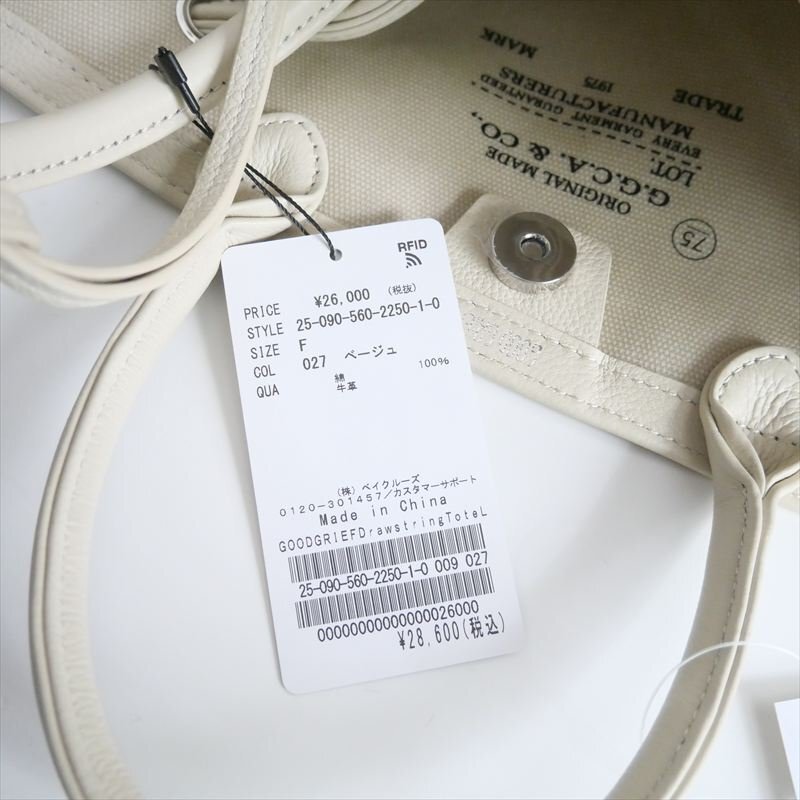 RFID
PRICE ¥26,000 (税抜)
STYLE 25-090-560-2250-1-0
SIZE F
COL 027 ベージュ
QUA 綿 100%
牛革
(株) ベイクルーズ
0120-301457/カスタマーサポート
Made in China
GOODGRIEFDrawstringToteL
25-090-560-2250-1-0 009 027
00000000000000026000
¥28,600(税込)
ORIGINAL MADE
G.G.C.A. & CO.,
LOT. 75
EVERY GARMENT GURANTEED
MANUFACTURERS
1975
TRADE MARK